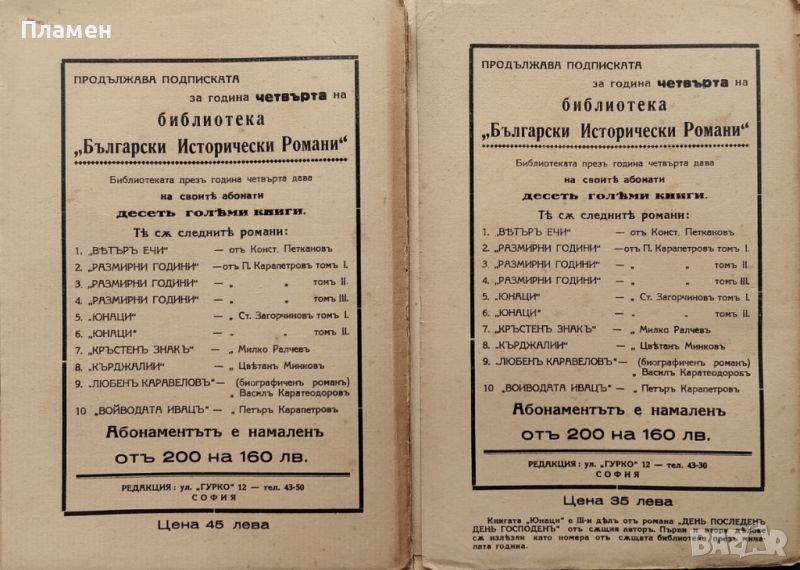 Пламен
ПРОДЪЛЖАВА ПОДПИСКАТА
за година четвърта на
библиотека
„Български Исторически Романи“
Библиотеката презъ година четвърта дава
на своитѣ абонати
десеть голѣми книги.
Тѣ сѫ следнитѣ романи:
1. „ВѢТЪРЪ ЕЧИ“ — отъ Конст. Петкановъ
2. „РАЗМИРНИ ГОДИНИ“ — отъ П. Карапетровъ томъ I.
3. „РАЗМИРНИ ГОДИНИ“ — „ „ томъ II
4. „РАЗМИРНИ ГОДИНИ“ — „ „ томъ III.
5. „ЮНАЦИ“ — „ Ст. Загорчиновъ томъ I.
6. „ЮНАЦИ“ — „ „ томъ II.
7. „КРЪСТЕНЪ ЗНАКЪ“ — „ Милко Ралчевъ
8. „КЪРДЖАЛИИ“ — „ Цвѣтанъ Минковъ
9. „ЛЮБЕНЪ КАРАВЕЛОВЪ“ — (биографиченъ романъ)
„ Василъ Каратеодоровъ
10 „ВОЙВОДАТА ИВАЦЪ“ — „ Петъръ Карапетровъ
Абонаментътъ е намаленъ
отъ 200 на 160 лв.
РЕДАКЦИЯ: ул. „ГУРКО“ 12 — тел. 43-50
СОФИЯ
Цена 45 лева
ПРОДЪЛЖАВА ПОДПИСКАТА
за година четвърта на
библиотека
„Български Исторически Романи“
Библиотеката презъ година четвърта дава
на своитѣ абонати
десеть голѣми книги.
Тѣ сѫ следнитѣ романи:
1. „ВѢТЪРЪ ЕЧИ“ — отъ Конст. Петкановъ
2. „РАЗМИРНИ ГОДИНИ“ — отъ П. Карапетровъ томъ I.
3. „РАЗМИРНИ ГОДИНИ“ — „ „ томъ II
4. „РАЗМИРНИ ГОДИНИ“ — „ „ томъ III.
5. „ЮНАЦИ“ — „ Ст. Загорчиновъ томъ I.
6. „ЮНАЦИ“ — „ „ томъ II.
7. „КРЪСТЕНЪ ЗНАКЪ“ — „ Милко Ралчевъ
8. „КЪРДЖАЛИИ“ — „ Цвѣтанъ Минковъ
9. „ЛЮБЕНЪ КАРАВЕЛОВЪ“ — (биографиченъ романъ)
„ Василъ Каратеодоровъ
10 „ВОЙВОДАТА ИВАЦЪ“ — „ Петъръ Карапетровъ
Абонаментътъ е намаленъ
отъ 200 на 160 лв.
РЕДАКЦИЯ: ул. „ГУРКО“ 12 — тел. 43-30
СОФИЯ
Цена 35 лева
Книгата „Юнаци“ е III-и дѣлъ отъ романа „ДЕНЬ ПОСЛЕДЕНЪ
ДЕНЬ ГОСПОДЕНЪ“ отъ сѫщия авторъ. Първи и втори дѣлове
сѫ излѣзли като номера отъ сѫщата библиотека презъ мина
лата година.
BAZAR